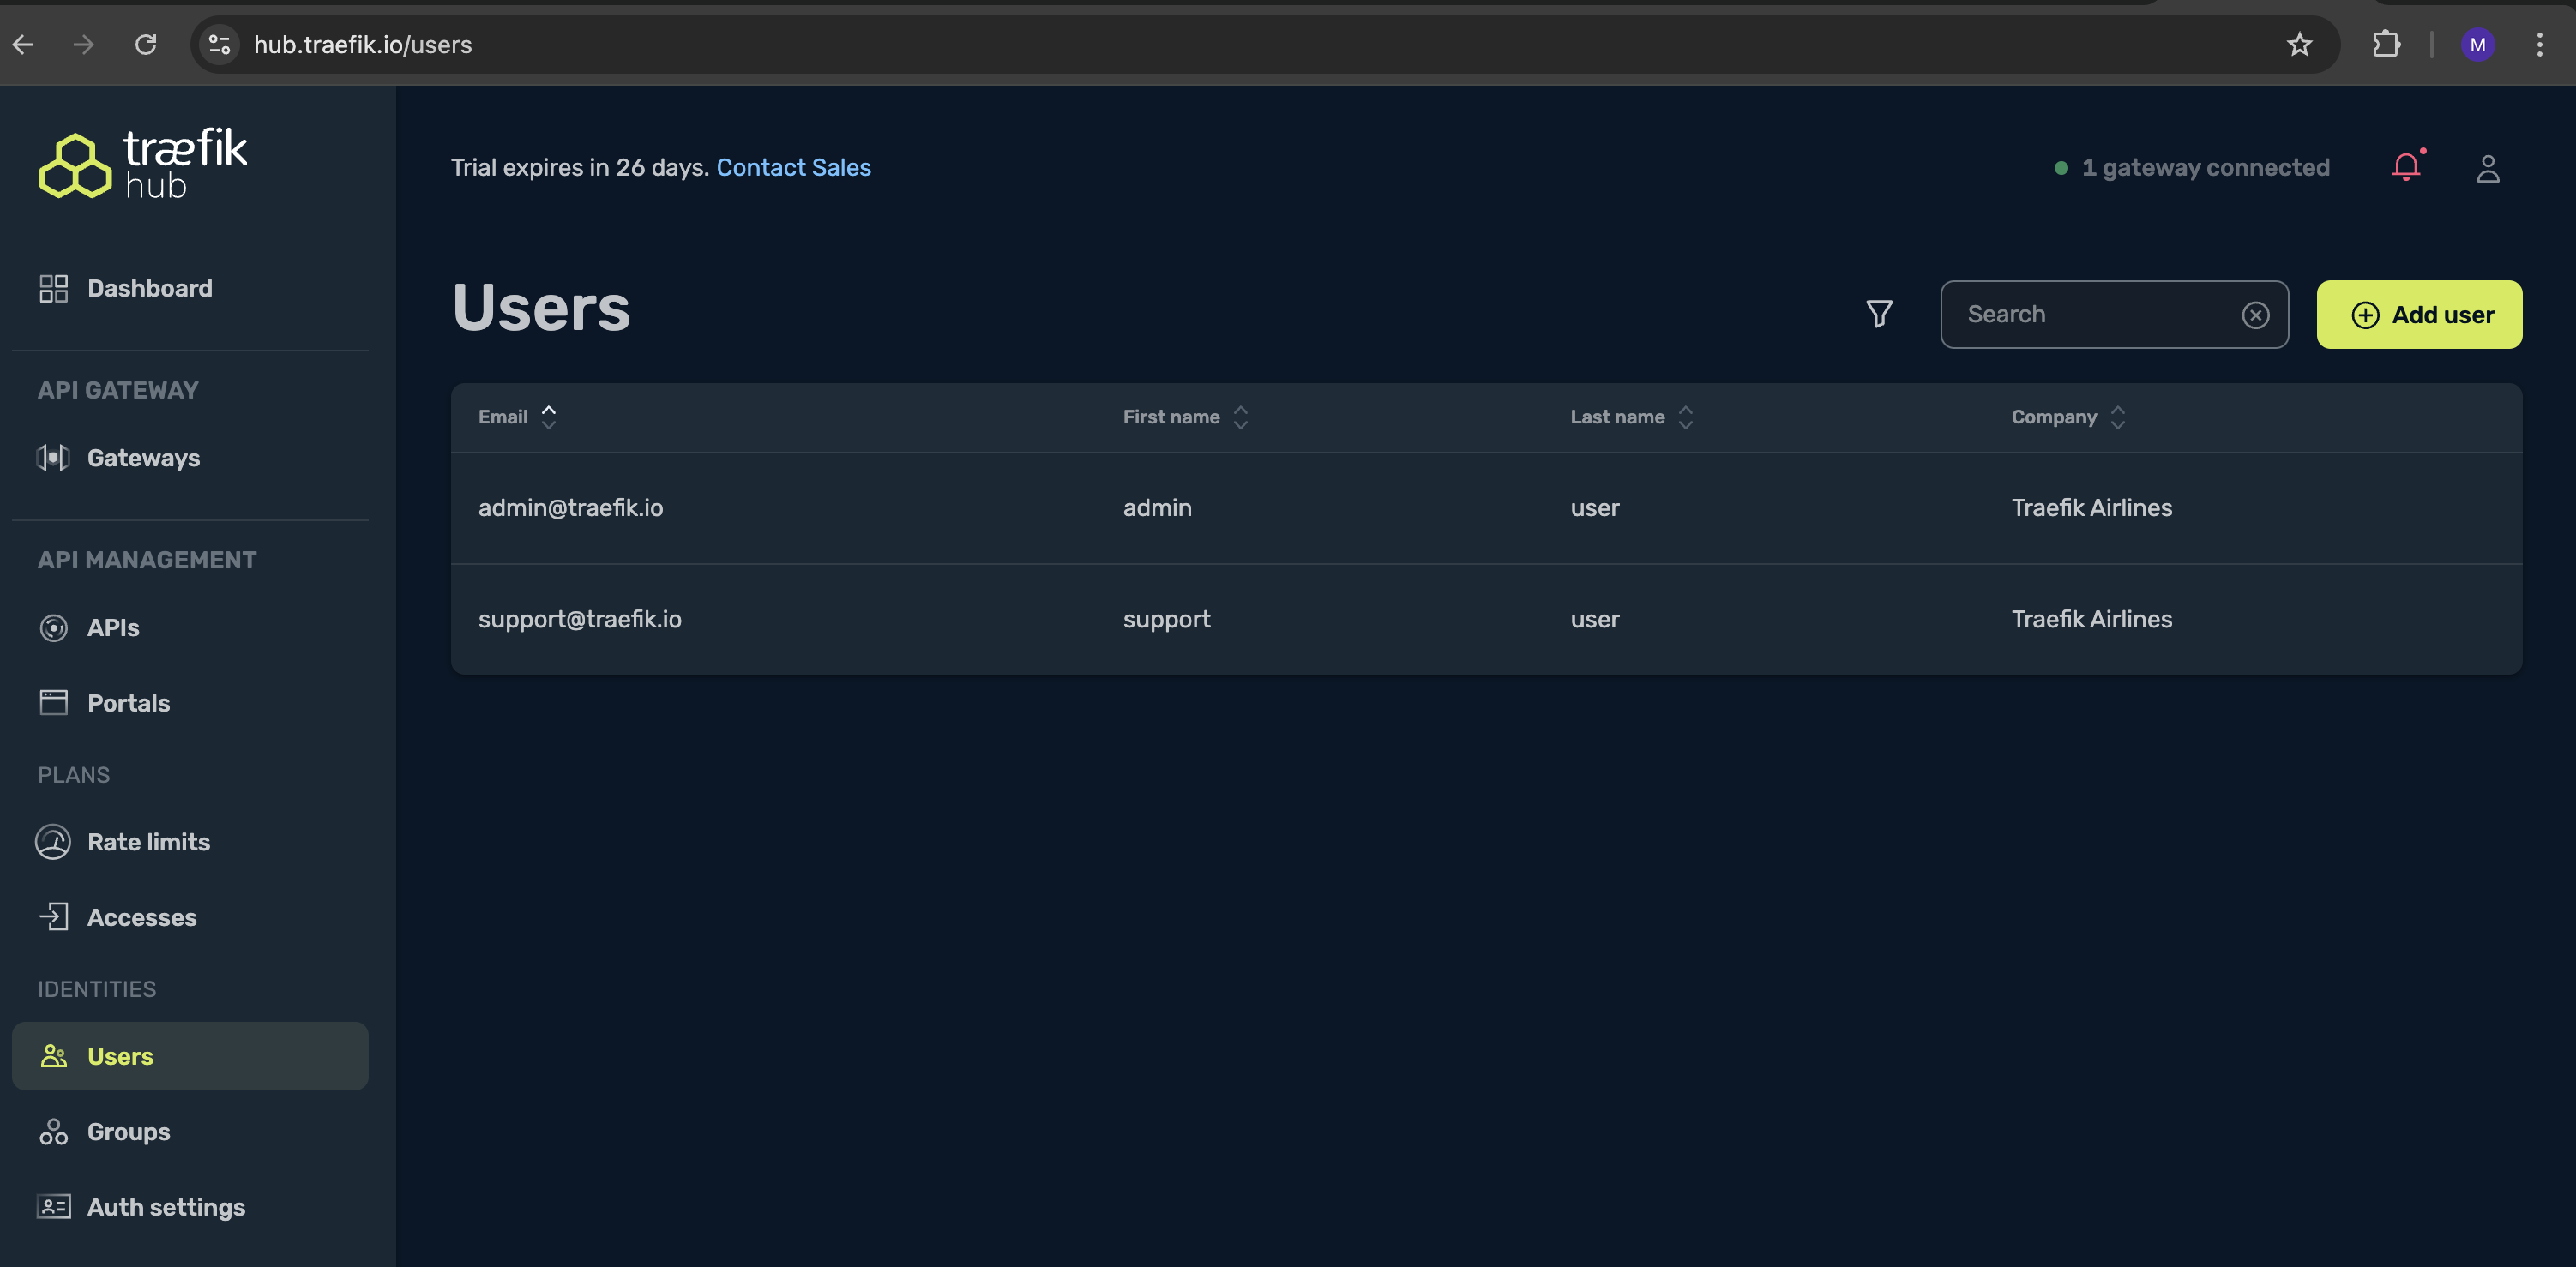 hub.traefik.io/users
M
træfik
hub
Trial expires in 26 days. Contact Sales
1 gateway connected
Dashboard
API GATEWAY
Gateways
API MANAGEMENT
APIs
Portals
PLANS
Rate limits
Accesses
IDENTITIES
Users
Groups
Auth settings
Users
Search
Add user
Email First name Last name Company
admin@traefik.io admin user Traefik Airlines
support@traefik.io support user Traefik Airlines